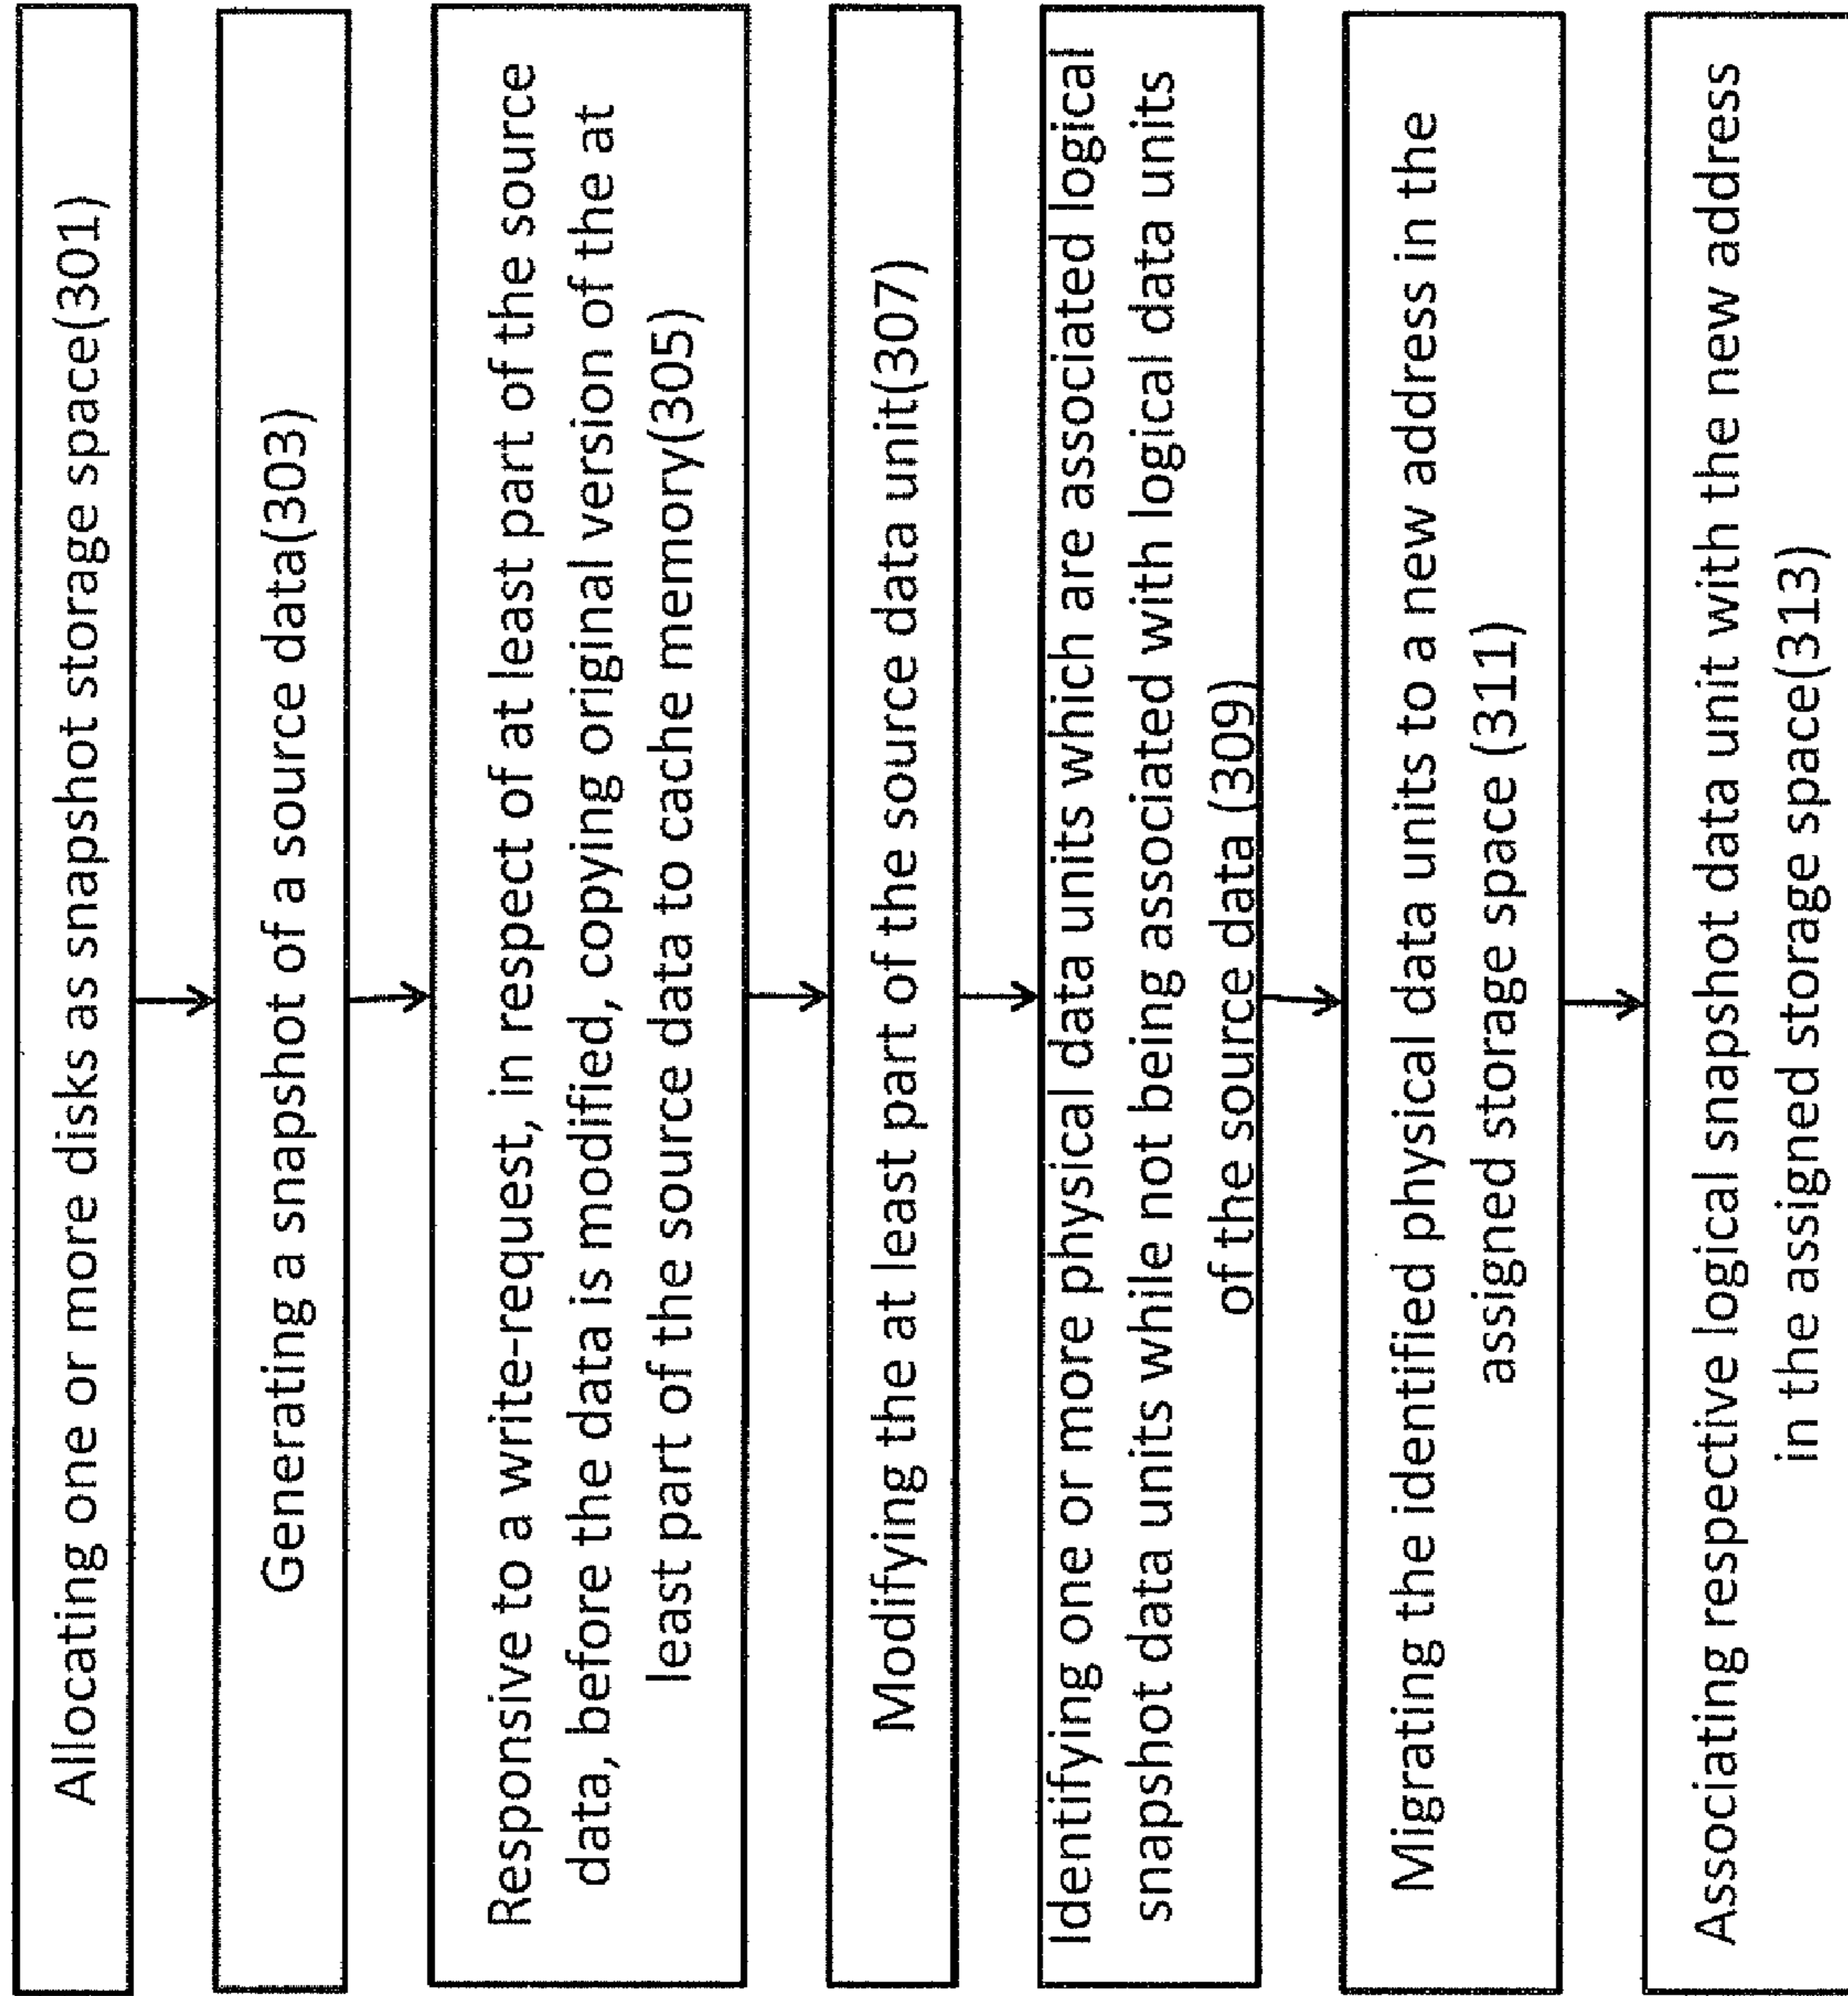 Allocating one or more disks as snapshot storage space(301)
Generating a snapshot of a source data(303)
Responsive to a write-request, in respect of at least part of the source
data, before the data is modified, copying original version of the at
least part of the source data to cache memory(305)
Modifying the at least part of the source data unit(307)
Identifying one or more physical data units which are associated logical
snapshot data units while not being associated with logical data units
of the source data (309)
Migrating the identified physical data units to a new address in the
assigned storage space (311)
Associating respective logical snapshot data unit with the new address
in the assigned storage space(313)